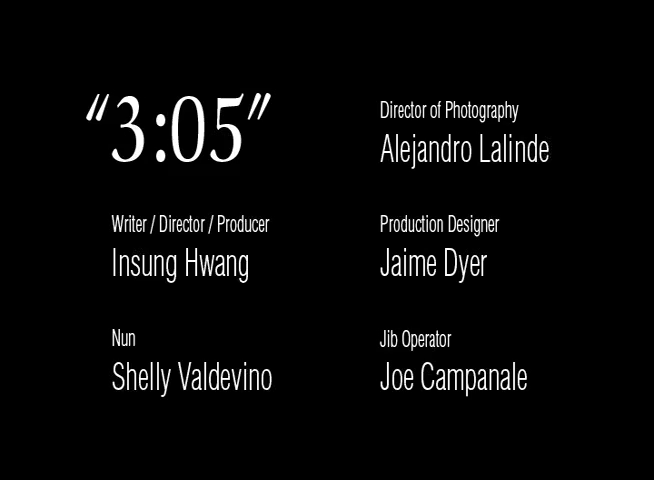 “3:05”
Writer / Director / Producer
Insung Hwang
Nun
Shelly Valdevino
Director of Photography
Alejandro Lalinde
Production Designer
Jaime Dyer
Jib Operator
Joe Campanale